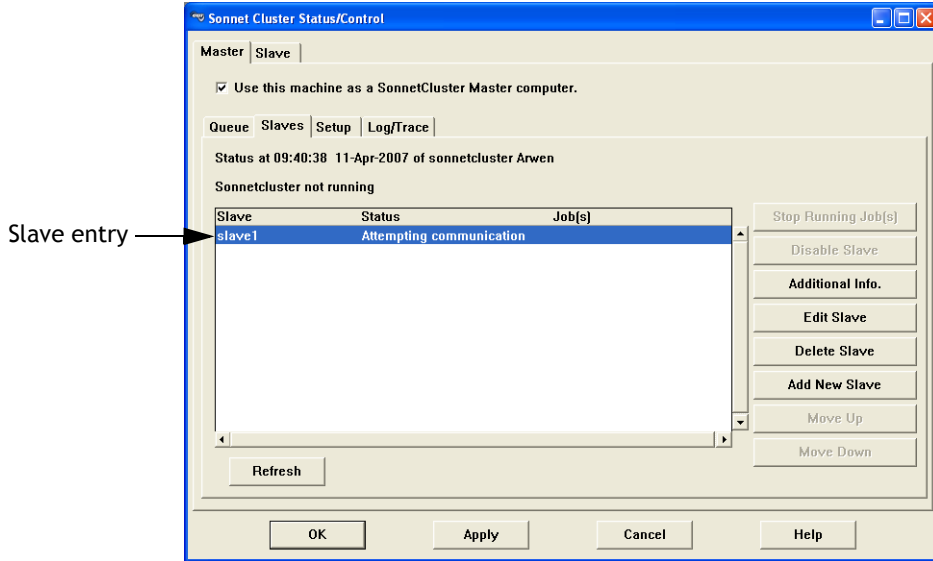 Sonnet Cluster Status/Control
Master Slave
Use this machine as a SonnetCluster Master computer.
Queue Slaves Setup Log/Trace
Status at 09:40:38 11-Apr-2007 of sonnetcluster Arwen
Sonnetcluster not running
Slave Status Job(s)
slave1 Attempting communication
Slave entry
Stop Running Job(s)
Disable Slave
Additional Info.
Edit Slave
Delete Slave
Add New Slave
Move Up
Move Down
Refresh
OK Apply Cancel Help